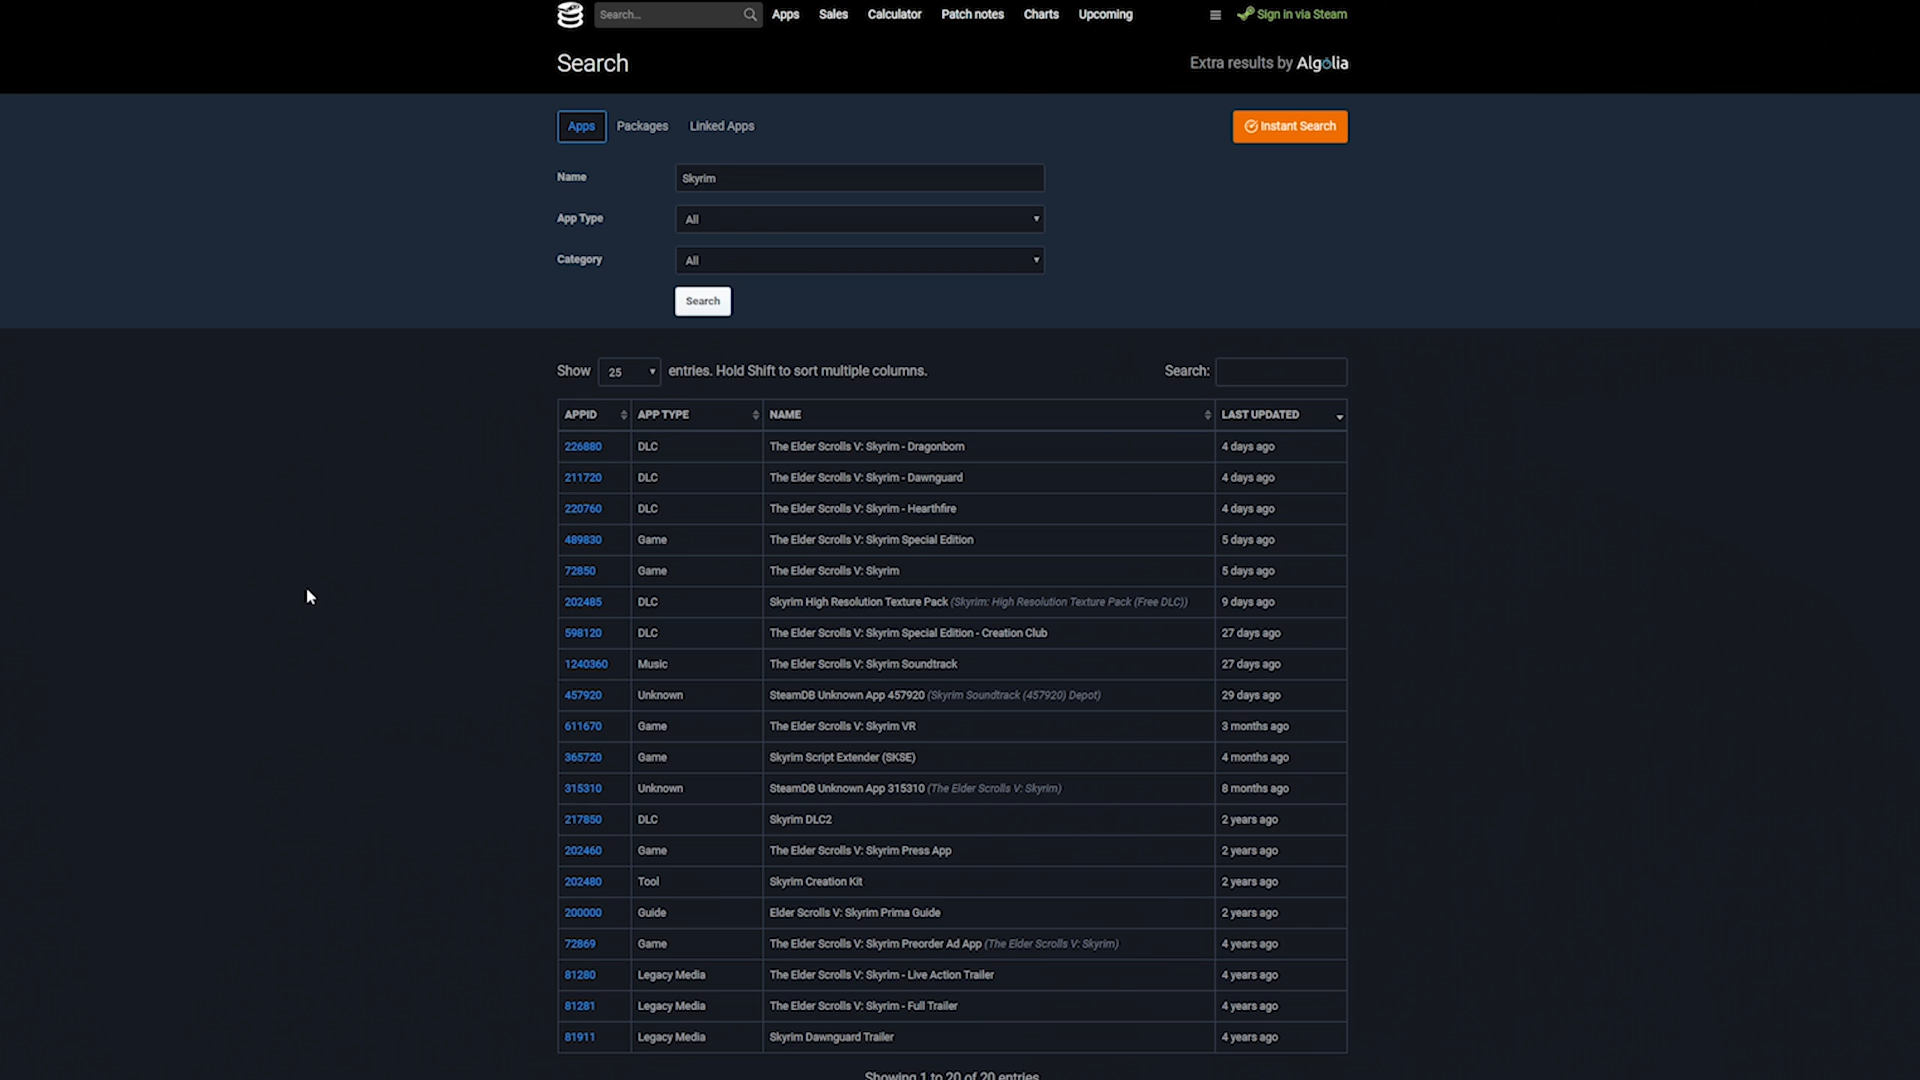 Search... Apps Sales Calculator Patch notes Charts Upcoming Sign in via Steam
Search Extra results by Algolia
Apps Packages Linked Apps Instant Search
Name Skyrim
App Type All
Category All
Search
Show 25 entries. Hold Shift to sort multiple columns. Search:
APPID APP TYPE NAME LAST UPDATED
226880 DLC The Elder Scrolls V: Skyrim - Dragonborn 4 days ago
211720 DLC The Elder Scrolls V: Skyrim - Dawnguard 4 days ago
220760 DLC The Elder Scrolls V: Skyrim - Hearthfire 4 days ago
489830 Game The Elder Scrolls V: Skyrim Special Edition 5 days ago
72850 Game The Elder Scrolls V: Skyrim 5 days ago
202485 DLC Skyrim High Resolution Texture Pack (Skyrim: High Resolution Texture Pack (Free DLC)) 9 days ago
598120 DLC The Elder Scrolls V: Skyrim Special Edition - Creation Club 27 days ago
1240360 Music The Elder Scrolls V: Skyrim Soundtrack 27 days ago
457920 Unknown SteamDB Unknown App 457920 (Skyrim Soundtrack (457920) Depot) 29 days ago
611670 Game The Elder Scrolls V: Skyrim VR 3 months ago
365720 Game Skyrim Script Extender (SKSE) 4 months ago
315310 Unknown SteamDB Unknown App 315310 (The Elder Scrolls V: Skyrim) 8 months ago
217850 DLC Skyrim DLC2 2 years ago
202460 Game The Elder Scrolls V: Skyrim Press App 2 years ago
202480 Tool Skyrim Creation Kit 2 years ago
200000 Guide Elder Scrolls V: Skyrim Prima Guide 2 years ago
72869 Game The Elder Scrolls V: Skyrim Preorder Ad App (The Elder Scrolls V: Skyrim) 4 years ago
81280 Legacy Media The Elder Scrolls V: Skyrim - Live Action Trailer 4 years ago
81281 Legacy Media The Elder Scrolls V: Skyrim - Full Trailer 4 years ago
81911 Legacy Media Skyrim Dawnguard Trailer 4 years ago
Showing 1 to 20 of 20 entries